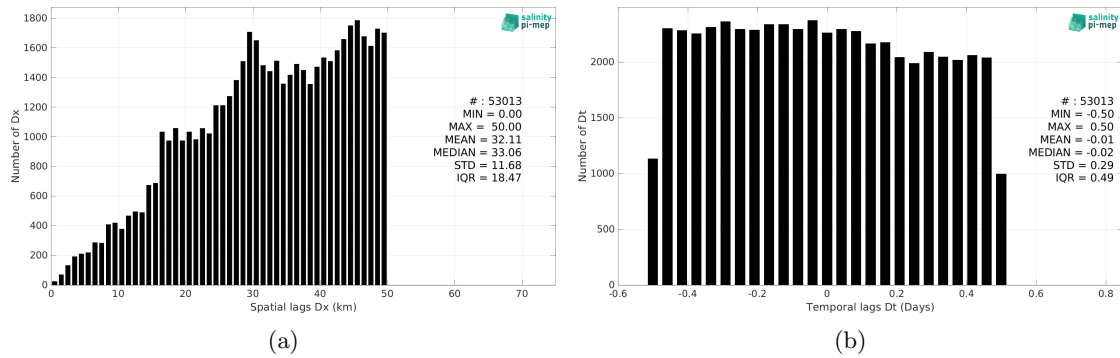 salinity
pi-mep
1800
1600
1400
1200
1000
800
600
400
200
0
Number of Dx
# : 53013
MIN = 0.00
MAX = 50.00
MEAN = 32.11
MEDIAN = 33.06
STD = 11.68
IQR = 18.47
0 10 20 30 40 50 60 70
Spatial lags Dx (km)
(a)
salinity
pi-mep
2000
1500
1000
500
0
Number of Dt
# : 53013
MIN = -0.50
MAX = 0.50
MEAN = -0.01
MEDIAN = -0.02
STD = 0.29
IQR = 0.49
-0.6 -0.4 -0.2 0 0.2 0.4 0.6 0.8
Temporal lags Dt (Days)
(b)